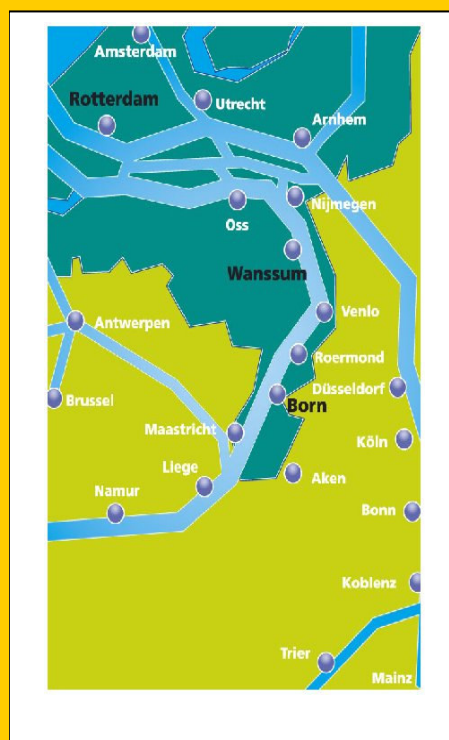 Amsterdam
Rotterdam
Utrecht
Arnhem
Nijmegen
Oss
Wanssum
Venlo
Antwerpen
Roermond
Düsseldorf
Brussel
Born
Maastricht
Köln
Liege
Aken
Namur
Bonn
Koblenz
Trier
Mainz